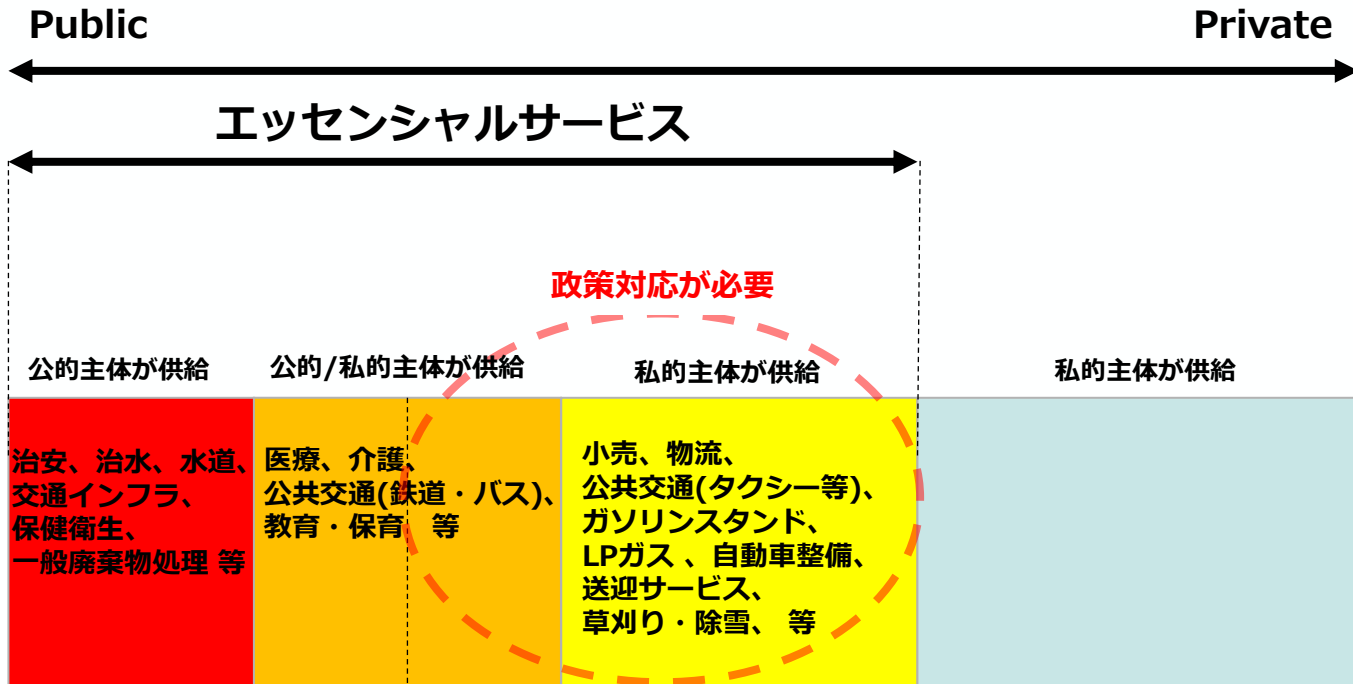 Public
Private
エッセンシャルサービス
政策対応が必要
公的主体が供給
公的/私的主体が供給
私的主体が供給
私的主体が供給
治安、治水、水道、
交通インフラ、
保健衛生、
一般廃棄物処理 等
医療、介護、
公共交通(鉄道・バス)、
教育・保育 等
小売、物流、
公共交通(タクシー等)、
ガソリンスタンド、
LPガス 、自動車整備、
送迎サービス、
草刈り・除雪、 等